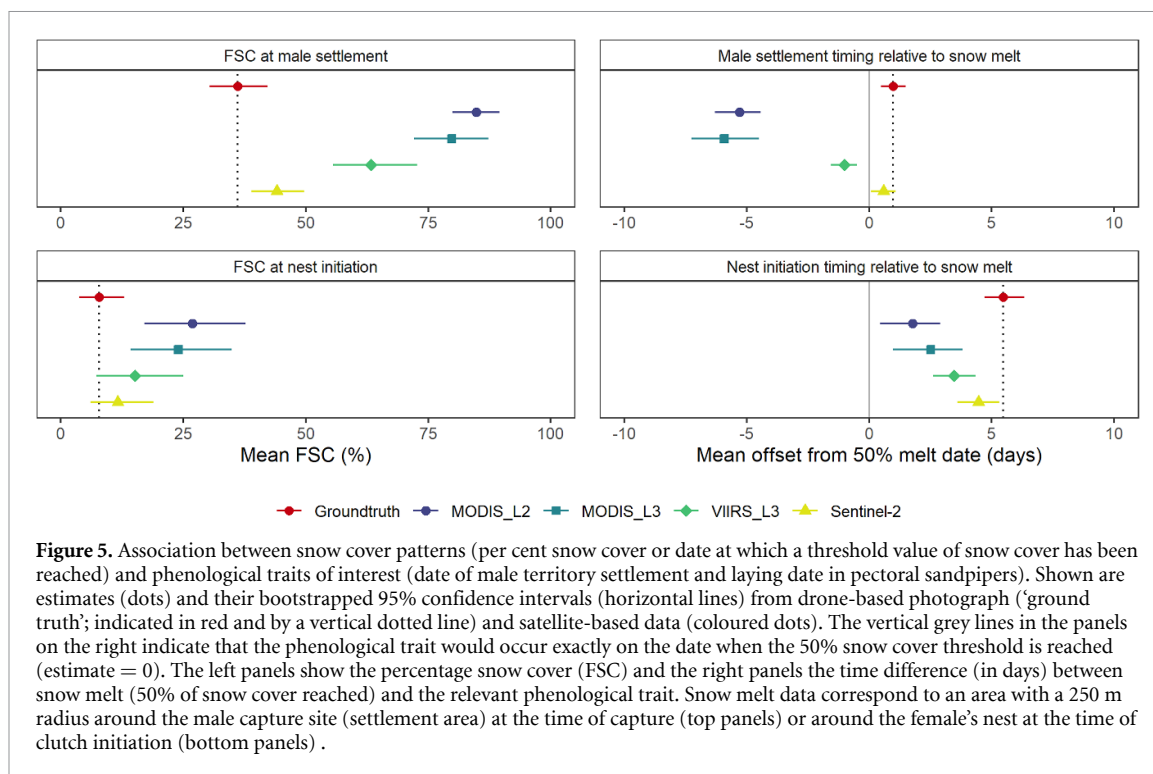 FSC at male settlement
Male settlement timing relative to snow melt
0 25 50 75 100
-10 -5 0 5 10
FSC at nest initiation
Nest initiation timing relative to snow melt
0 25 50 75 100
-10 -5 0 5 10
Mean FSC (%)
Mean offset from 50% melt date (days)
Groundtruth MODIS_L2 MODIS_L3 VIIRS_L3 Sentinel-2
Figure 5. Association between snow cover patterns (per cent snow cover or date at which a threshold value of snow cover has been
reached) and phenological traits of interest (date of male territory settlement and laying date in pectoral sandpipers). Shown are
estimates (dots) and their bootstrapped 95% confidence intervals (horizontal lines) from drone-based photograph (‘ground
truth’; indicated in red and by a vertical dotted line) and satellite-based data (coloured dots). The vertical grey lines in the panels
on the right indicate that the phenological trait would occur exactly on the date when the 50% snow cover threshold is reached
(estimate = 0). The left panels show the percentage snow cover (FSC) and the right panels the time difference (in days) between
snow melt (50% of snow cover reached) and the relevant phenological trait. Snow melt data correspond to an area with a 250 m
radius around the male capture site (settlement area) at the time of capture (top panels) or around the female’s nest at the time of
clutch initiation (bottom panels) .